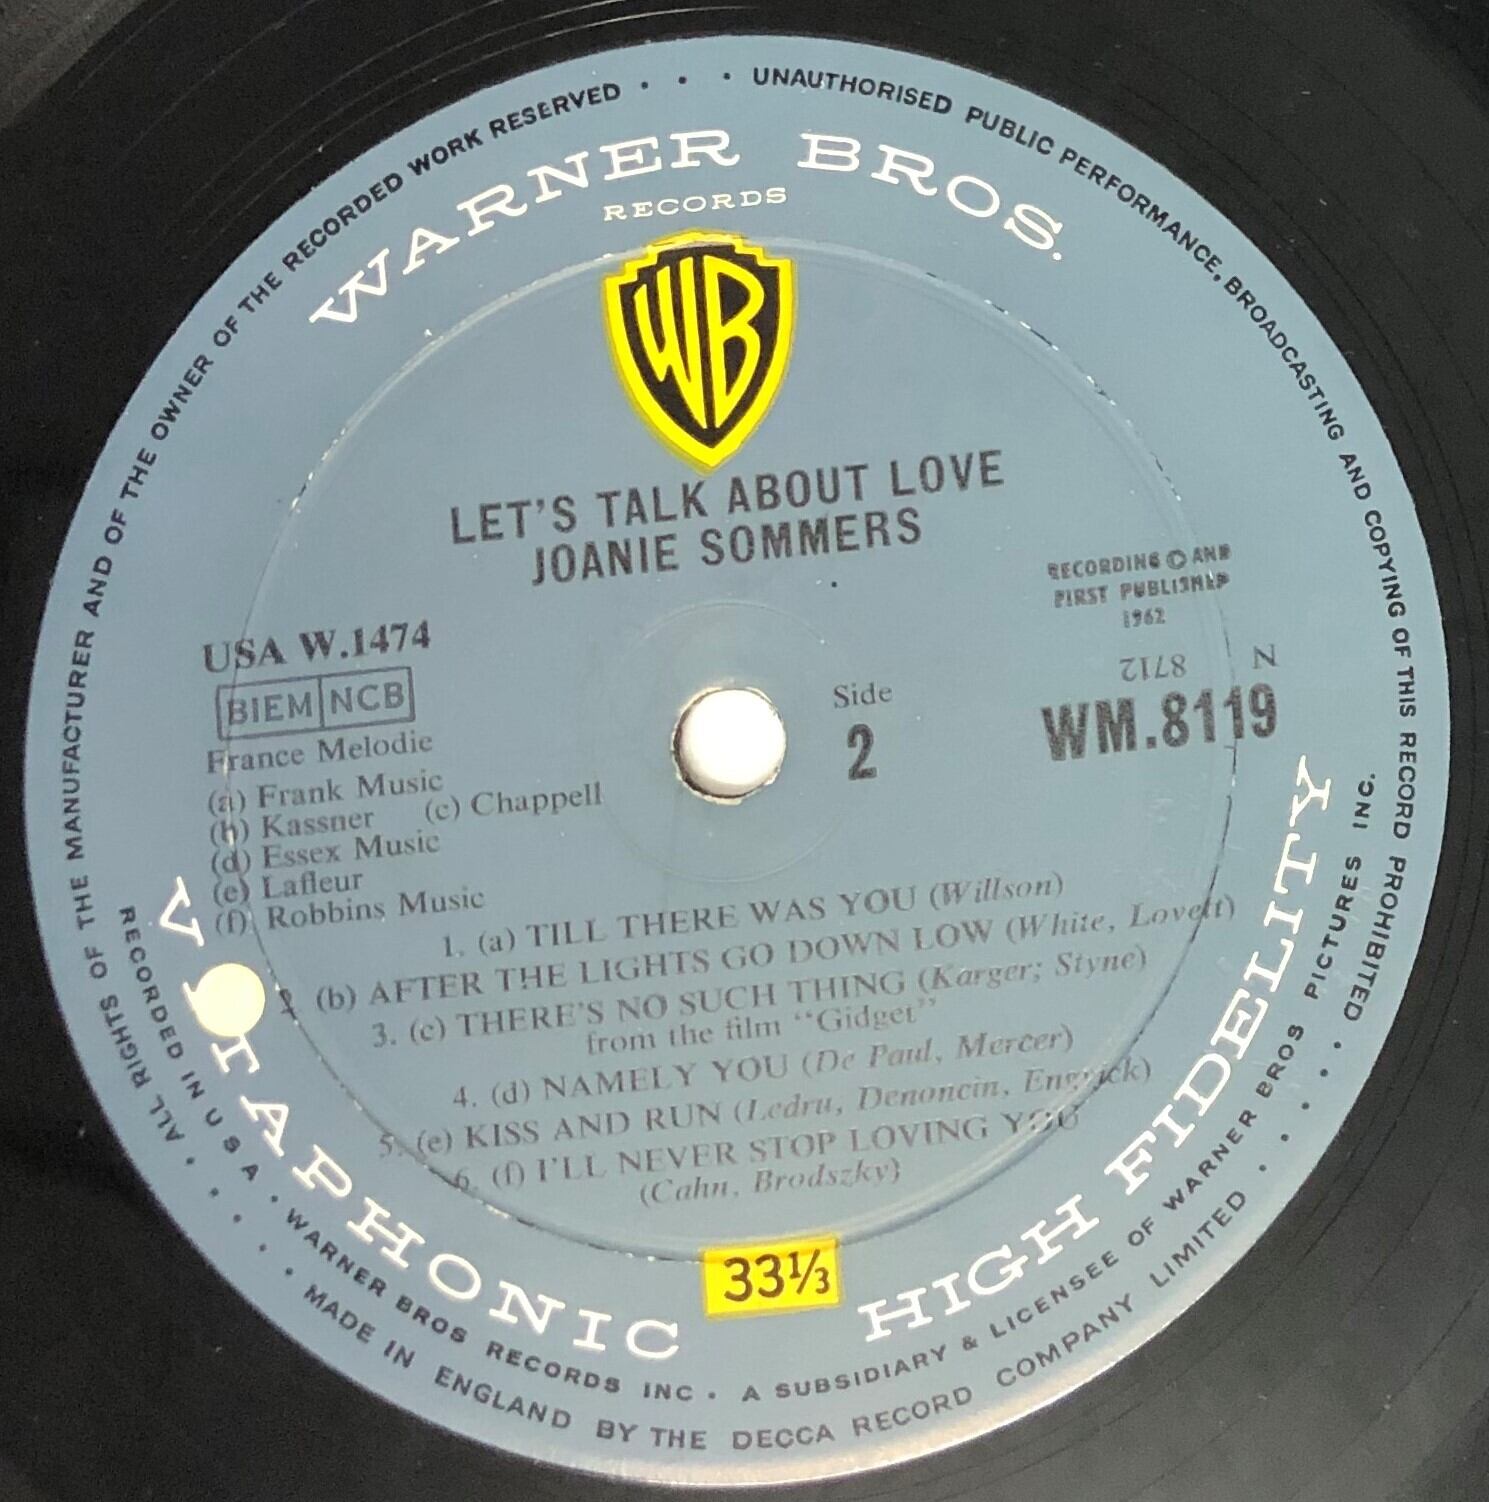 ALL RIGHTS OF THE MANUFACTURER AND OF THE OWNER OF THE RECORDED WORK RESERVED · · · UNAUTHORISED PUBLIC PERFORMANCE, BROADCASTING AND COPYING OF THIS RECORD PROHIBITED
WARNER BROS.
RECORDS
WB
LET'S TALK ABOUT LOVE
JOANIE SOMMERS
RECORDING © AND
FIRST PUBLISHED
1962
USA W.1474
BIEM NCB
8712 N
Side
2
WM.8119
France Melodie
(a) Frank Music
(b) Kassner (c) Chappell
(d) Essex Music
(e) Lafleur
(f) Robbins Music
1. (a) TILL THERE WAS YOU (Willson)
2 (b) AFTER THE LIGHTS GO DOWN LOW (White, Lovett)
3. (c) THERE'S NO SUCH THING (Karger; Styne)
from the film "Gidget"
4. (d) NAMELY YOU (De Paul, Mercer)
5. (e) KISS AND RUN (Ledru, Denoncin, Engvick)
6. (f) I'LL NEVER STOP LOVING YOU
(Cahn, Brodszky)
33⅓
VITAPHONIC HIGH FIDELITY
RECORDED IN U S A · WARNER BROS RECORDS INC · A SUBSIDIARY & LICENSEE OF WARNER BROS PICTURES INC.
MADE IN ENGLAND BY THE DECCA RECORD COMPANY LIMITED